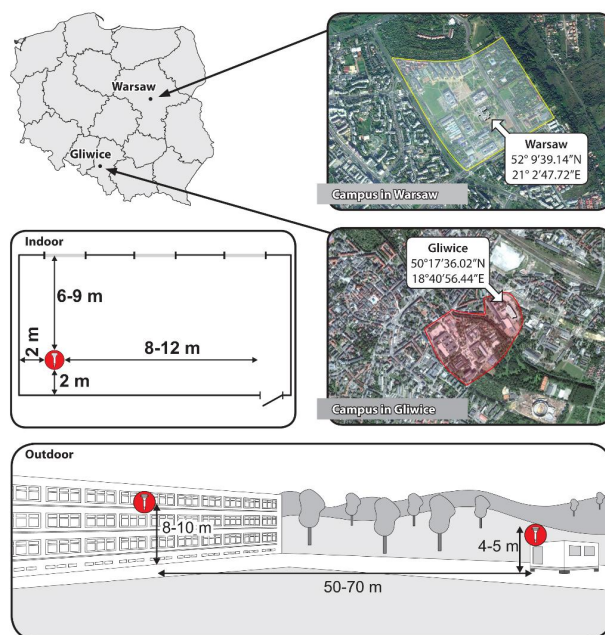 Warsaw
Gliwice
Warsaw
52° 9'39.14"N
21° 2'47.72"E
Campus in Warsaw
Indoor
6-9 m
2 m
8-12 m
2 m
Gliwice
50°17'36.02"N
18°40'56.44"E
Campus in Gliwice
Outdoor
8-10 m
4-5 m
50-70 m